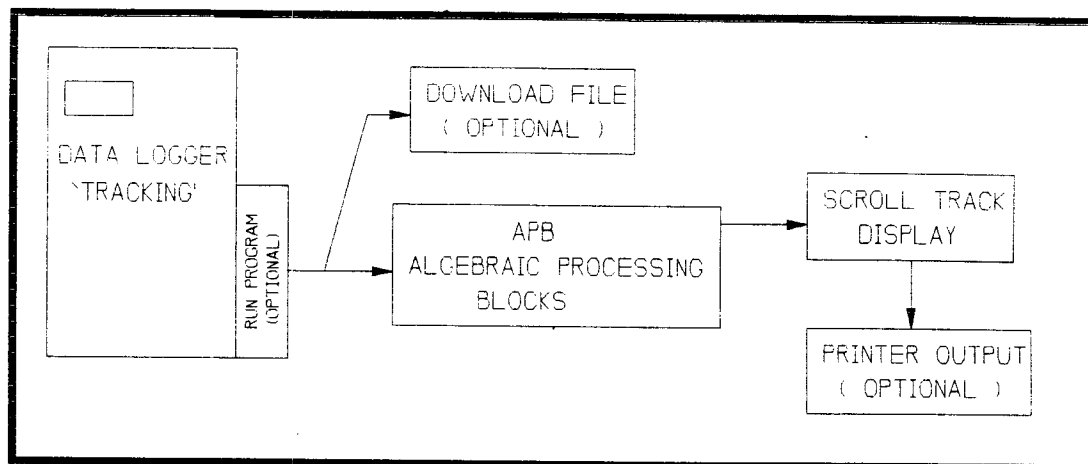 DATA LOGGER
'TRACKING'
RUN PROGRAM
(OPTIONAL)
DOWNLOAD FILE
( OPTIONAL )
APB
ALGEBRAIC PROCESSING
BLOCKS
SCROLL TRACK
DISPLAY
PRINTER OUTPUT
( OPTIONAL )